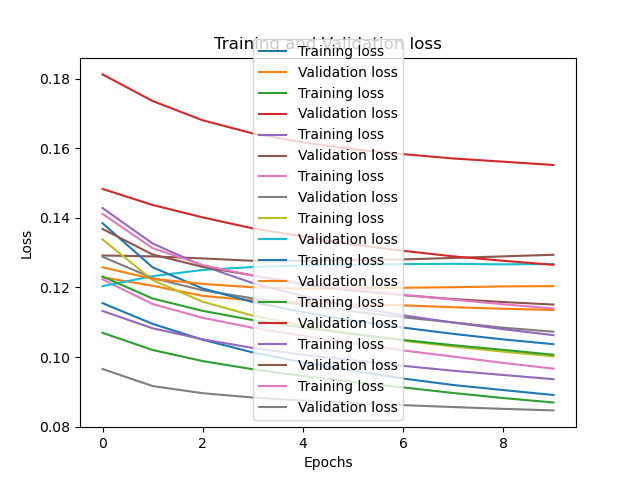 Training and Validation loss
Training loss
Validation loss
Training loss
Validation loss
Training loss
Validation loss
Training loss
Validation loss
Training loss
Validation loss
Training loss
Validation loss
Training loss
Validation loss
Training loss
Validation loss
Training loss
Validation loss
0.18
0.16
0.14
0.12
0.10
0.08
Loss
0 2 4 6 8
Epochs